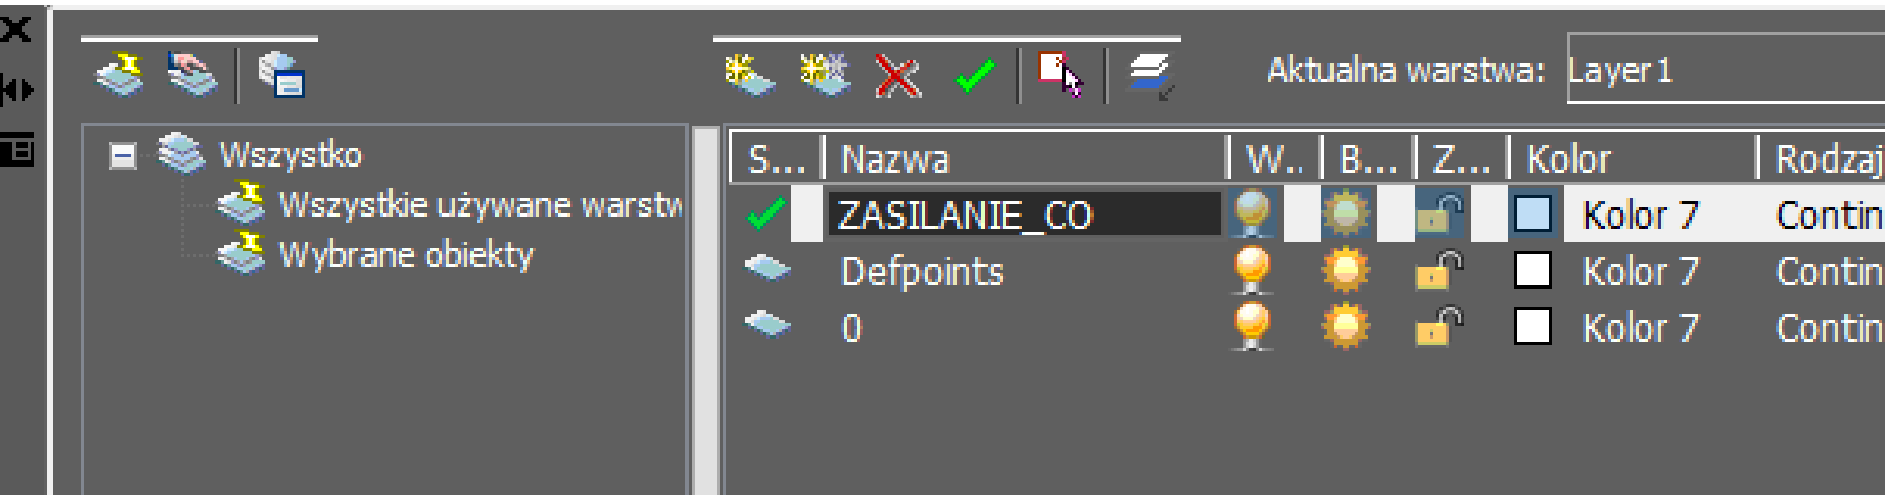 Aktualna warstwa: Layer1
Wszystko
Wszystkie używane warstw
Wybrane obiekty
S... Nazwa W.. B... Z... Kolor Rodzaj
ZASILANIE_CO Kolor 7 Contin
Defpoints Kolor 7 Contin
0 Kolor 7 Contin